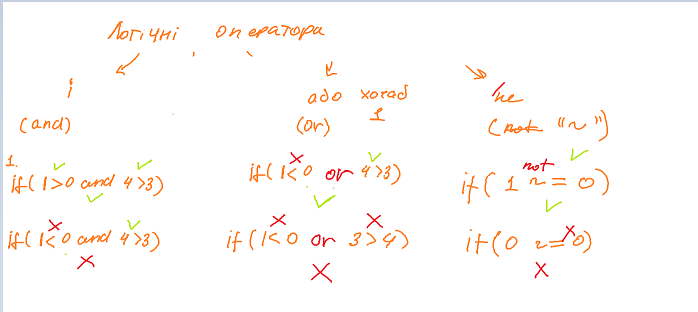 Логічні оператора
і
або хочаб 1
не
(and)
(or)
(not "~")
1.
if(1>0 and 4>3)
if(1<0 or 4>3)
not
if(1 ~= 0)
if(1<0 and 4>3)
if(1<0 or 3>4)
if(0 ~= 0)